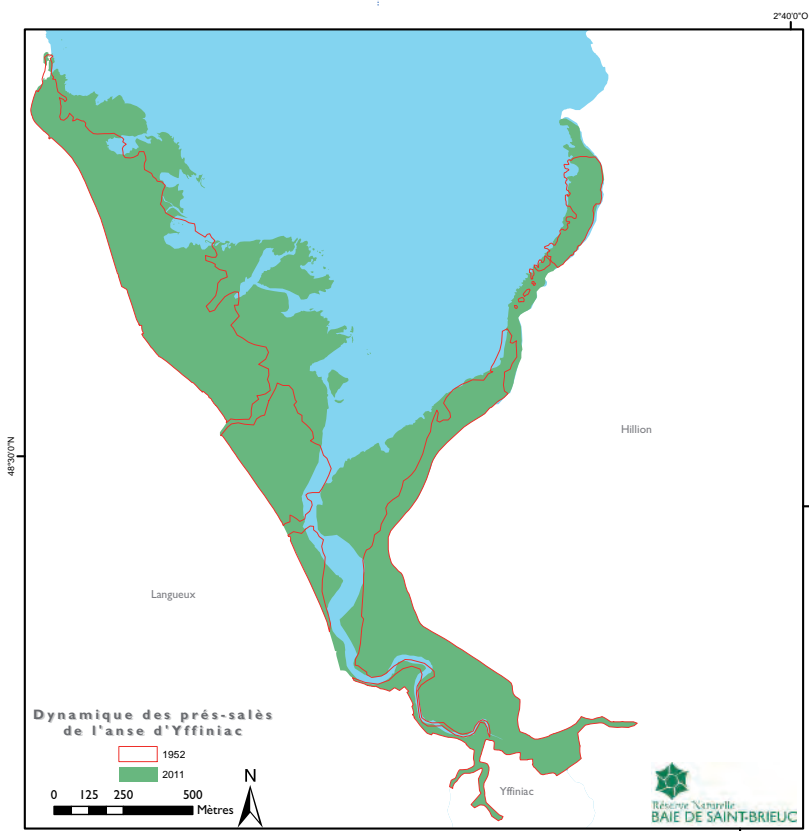 2°40'0"O
48°30'0"N
Hillion
Langueux
Dynamique des prés-salès
de l'anse d'Yffiniac
1952
2011
0 125 250 500
Mètres
N
Yffiniac
Réserve Naturelle
BAIE DE SAINT-BRIEUC